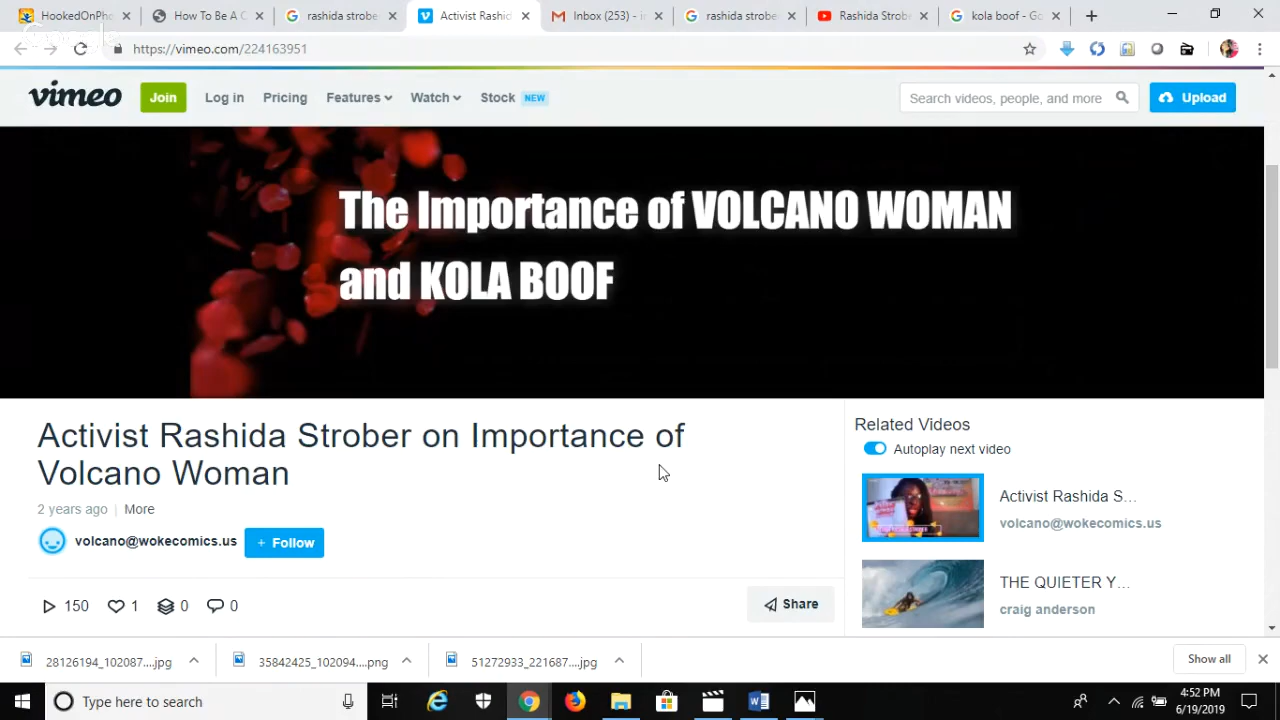 HookedOnPho
How To Be A C
rashida strobe
Activist Rashid
Inbox (253) - i
rashida strobe
Rashida Strobe
kola boof - Go
https://vimeo.com/224163951
vimeo
Join
Log in
Pricing
Features
Watch
Stock NEW
Search videos, people, and more
Upload
The Importance of VOLCANO WOMAN
and KOLA BOOF
Activist Rashida Strober on Importance of
Volcano Woman
2 years ago | More
volcano@wokecomics.us
+ Follow
150
1
0
0
Share
Related Videos
Autoplay next video
Activist Rashida S...
volcano@wokecomics.us
THE QUIETER Y...
craig anderson
28126194_102087....jpg
35842425_102094....png
51272933_221687....jpg
Show all
Type here to search
4:52 PM
6/19/2019